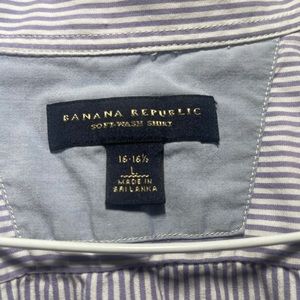 BANANA REPUBLIC
SOFT-WASH SHIRT
16-16½
L
MADE IN
SRI LANKA